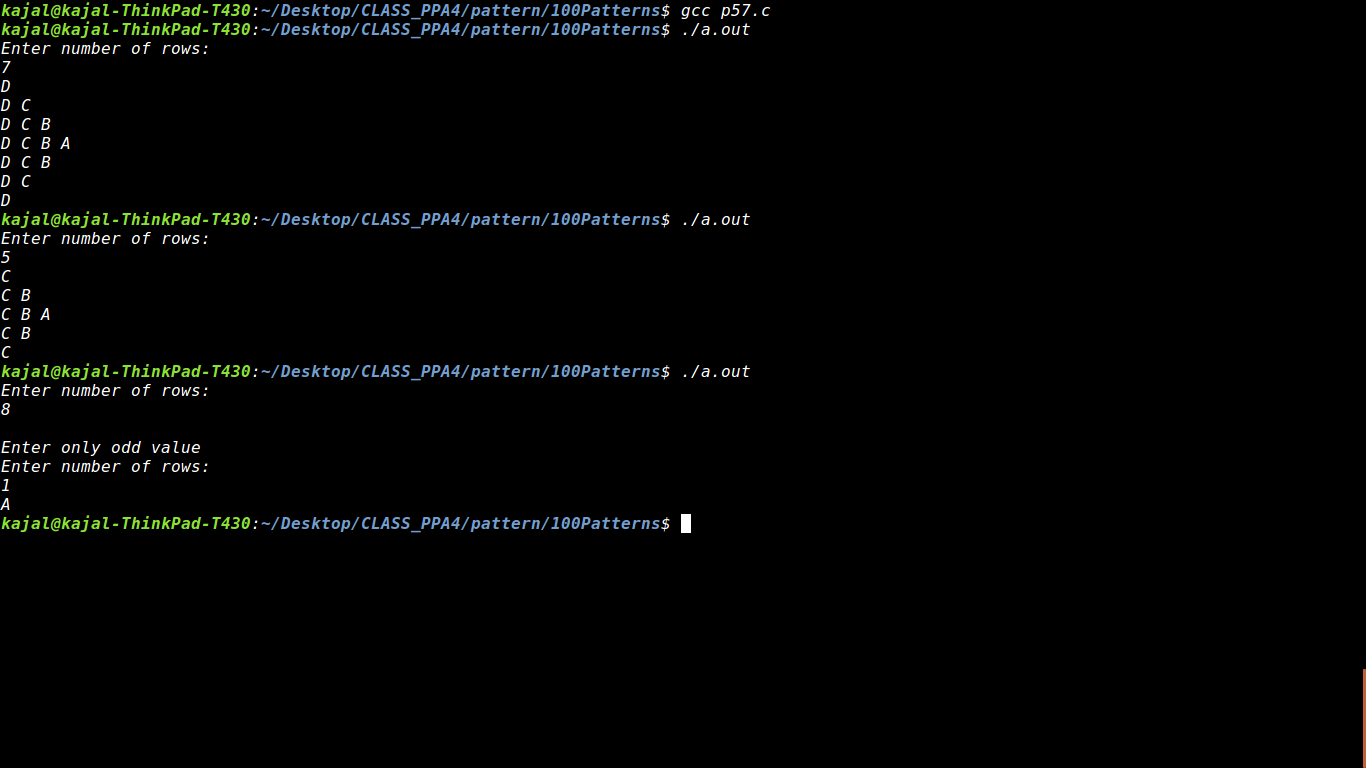 kajal@kajal-ThinkPad-T430:~/Desktop/CLASS_PPA4/pattern/100Patterns$ gcc p57.c
kajal@kajal-ThinkPad-T430:~/Desktop/CLASS_PPA4/pattern/100Patterns$ ./a.out
Enter number of rows:
7
D
D C
D C B
D C B A
D C B
D C
D
kajal@kajal-ThinkPad-T430:~/Desktop/CLASS_PPA4/pattern/100Patterns$ ./a.out
Enter number of rows:
5
C
C B
C B A
C B
C
kajal@kajal-ThinkPad-T430:~/Desktop/CLASS_PPA4/pattern/100Patterns$ ./a.out
Enter number of rows:
8

Enter only odd value
Enter number of rows:
1
A
kajal@kajal-ThinkPad-T430:~/Desktop/CLASS_PPA4/pattern/100Patterns$